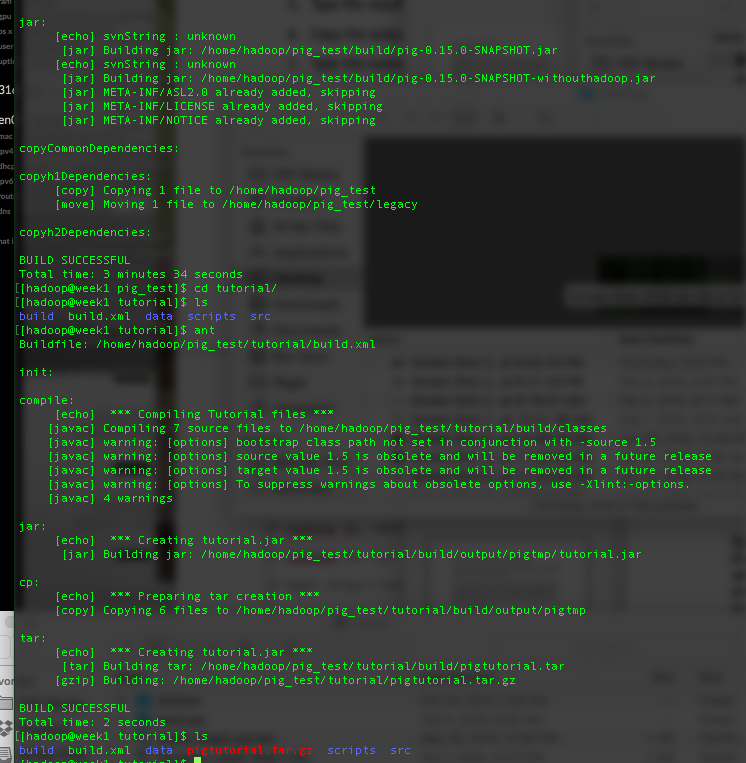 jar:
[echo] svnString : unknown
[jar] Building jar: /home/hadoop/pig_test/build/pig-0.15.0-SNAPSHOT.jar
[echo] svnString : unknown
[jar] Building jar: /home/hadoop/pig_test/build/pig-0.15.0-SNAPSHOT-withouthadoop.jar
[jar] META-INF/ASL2.0 already added, skipping
[jar] META-INF/LICENSE already added, skipping
[jar] META-INF/NOTICE already added, skipping
copyCommonDependencies:
copyh1Dependencies:
[copy] Copying 1 file to /home/hadoop/pig_test
[move] Moving 1 file to /home/hadoop/pig_test/legacy
copyh2Dependencies:
BUILD SUCCESSFUL
Total time: 3 minutes 34 seconds
[[hadoop@week1 pig_test]$ cd tutorial/
[[hadoop@week1 tutorial]$ ls
build build.xml data scripts src
[[hadoop@week1 tutorial]$ ant
Buildfile: /home/hadoop/pig_test/tutorial/build.xml
init:
compile:
[echo] *** Compiling Tutorial files ***
[javac] Compiling 7 source files to /home/hadoop/pig_test/tutorial/build/classes
[javac] warning: [options] bootstrap class path not set in conjunction with -source 1.5
[javac] warning: [options] source value 1.5 is obsolete and will be removed in a future release
[javac] warning: [options] target value 1.5 is obsolete and will be removed in a future release
[javac] warning: [options] To suppress warnings about obsolete options, use -Xlint:-options.
[javac] 4 warnings
jar:
[echo] *** Creating tutorial.jar ***
[jar] Building jar: /home/hadoop/pig_test/tutorial/build/output/pigtmp/tutorial.jar
cp:
[echo] *** Preparing tar creation ***
[copy] Copying 6 files to /home/hadoop/pig_test/tutorial/build/output/pigtmp
tar:
[echo] *** Creating tutorial.jar ***
[tar] Building tar: /home/hadoop/pig_test/tutorial/build/pigtutorial.tar
[gzip] Building: /home/hadoop/pig_test/tutorial/pigtutorial.tar.gz
BUILD SUCCESSFUL
Total time: 2 seconds
[[hadoop@week1 tutorial]$ ls
build build.xml data pigtutorial.tar.gz scripts src
[hadoop@week1 tutorial]$